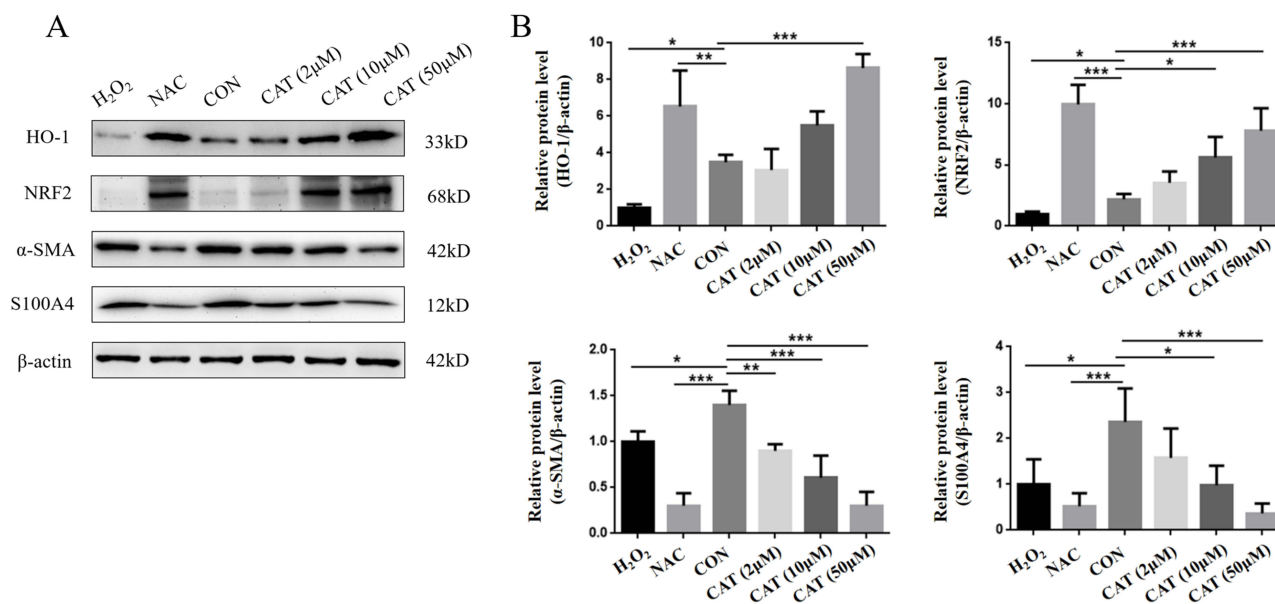 A
H₂O₂ NAC CON CAT (2μM) CAT (10μM) CAT (50μM)
HO-1 33kD
NRF2 68kD
α-SMA 42kD
S100A4 12kD
β-actin 42kD
B
Relative protein level
(HO-1/β-actin)
10
8
6
4
2
0
*
***
**
H₂O₂ NAC CON CAT (2μM) CAT (10μM) CAT (50μM)
Relative protein level
(NRF2/β-actin)
15
10
5
0
*
***
***
*
H₂O₂ NAC CON CAT (2μM) CAT (10μM) CAT (50μM)
Relative protein level
(α-SMA/β-actin)
2.0
1.5
1.0
0.5
0.0
***
***
*
**
***
H₂O₂ NAC CON CAT (2μM) CAT (10μM) CAT (50μM)
Relative protein level
(S100A4/β-actin)
4
3
2
1
0
***
*
*
***
H₂O₂ NAC CON CAT (2μM) CAT (10μM) CAT (50μM)